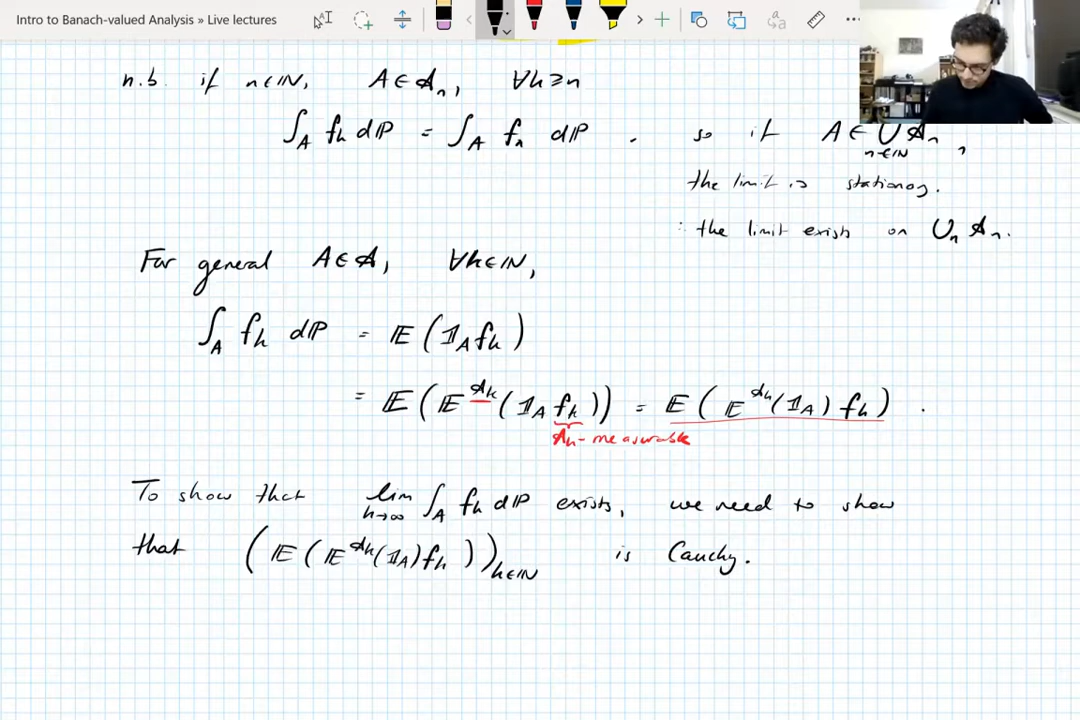 Intro to Banach-valued Analysis » Live lectures
n.b. if n∈ℕ, A∈𝒜ₙ, ∀k≥n
∫_A f_k dℙ = ∫_A f_n dℙ . so if A∈ ⋃_{n∈ℕ} 𝒜ₙ ,
the limit is stationary.
∴ the limit exists on ⋃ₙ 𝒜ₙ.
For general A∈𝒜, ∀k∈ℕ,
∫_A f_k dℙ = 𝔼(𝟙_A f_k)
= 𝔼(𝔼^{𝒜_k}(𝟙_A f_k)) = 𝔼(𝔼^{𝒜_k}(𝟙_A) f_k) .
𝒜_k-measurable
To show that lim_{k→∞} ∫_A f_k dℙ exists, we need to show
that (𝔼(𝔼^{𝒜_k}(𝟙_A) f_k))_{k∈ℕ} is Cauchy.